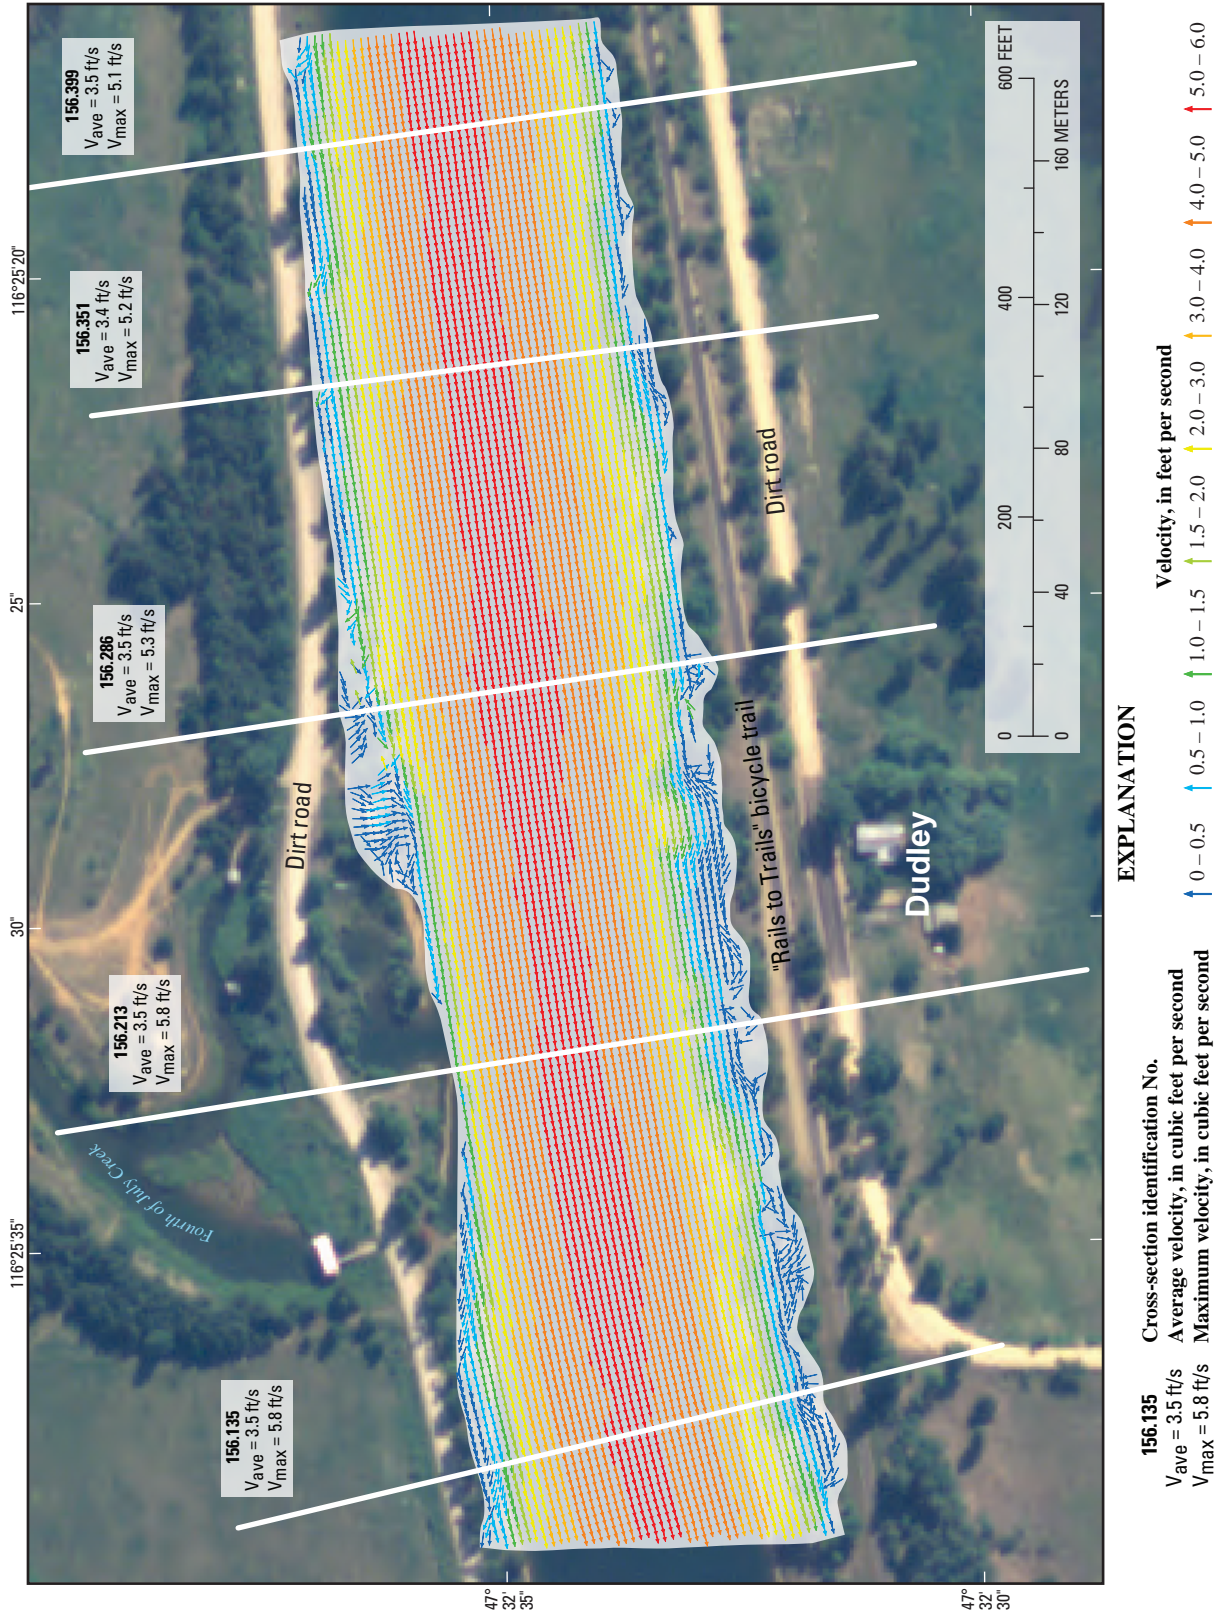 116°25'35"
30"
25"
116°25'20"
47°
32'
35"
47°
32'
30"
156.135
Vave = 3.5 ft/s
Vmax = 5.8 ft/s
156.213
Vave = 3.5 ft/s
Vmax = 5.8 ft/s
156.286
Vave = 3.5 ft/s
Vmax = 5.3 ft/s
156.351
Vave = 3.4 ft/s
Vmax = 5.2 ft/s
156.399
Vave = 3.5 ft/s
Vmax = 5.1 ft/s
Fourth of July Creek
Dirt road
"Rails to Trails" bicycle trail
Dirt road
Dudley
0 200 400 600 FEET
0 40 80 120 160 METERS
EXPLANATION
156.135 Cross-section identification No.
Vave = 3.5 ft/s Average velocity, in cubic feet per second
Vmax = 5.8 ft/s Maximum velocity, in cubic feet per second
Velocity, in feet per second
0 – 0.5 0.5 – 1.0 1.0 – 1.5 1.5 – 2.0 2.0 – 3.0 3.0 – 4.0 4.0 – 5.0 5.0 – 6.0